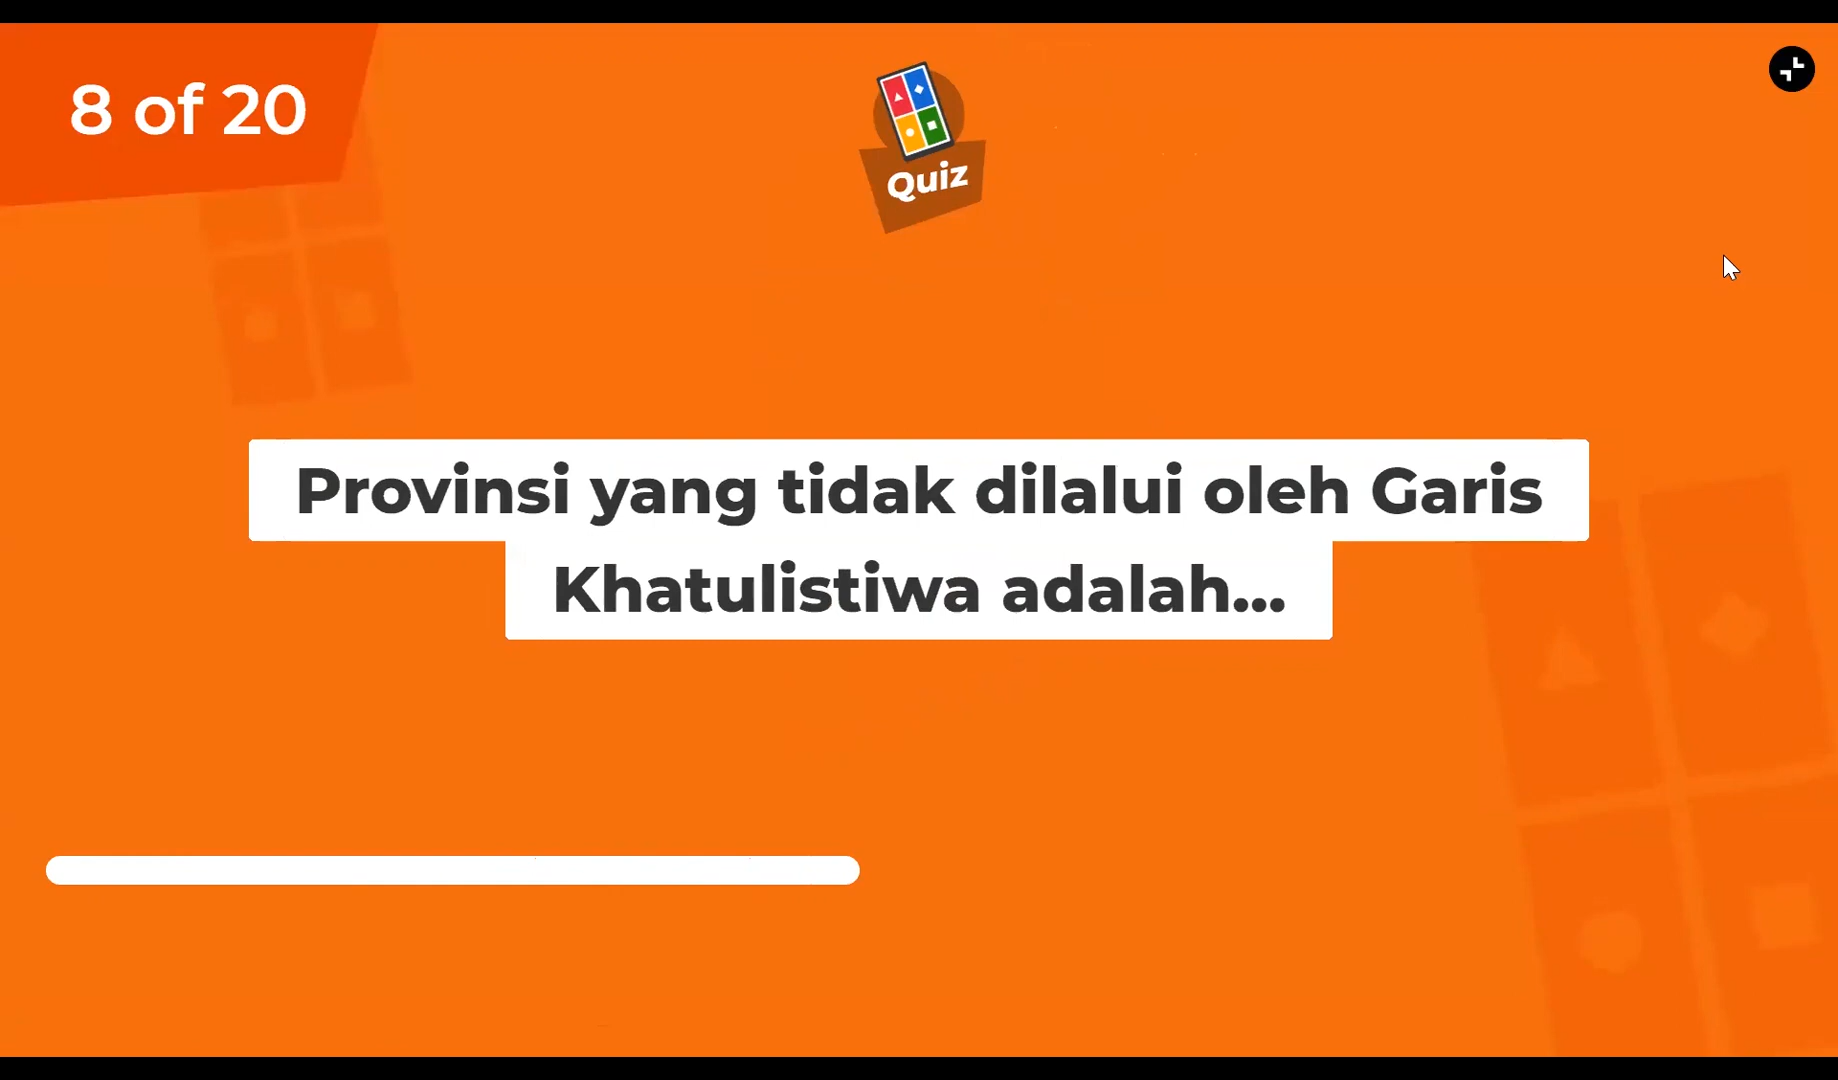 8 of 20
Quiz
Provinsi yang tidak dilalui oleh Garis
Khatulistiwa adalah...